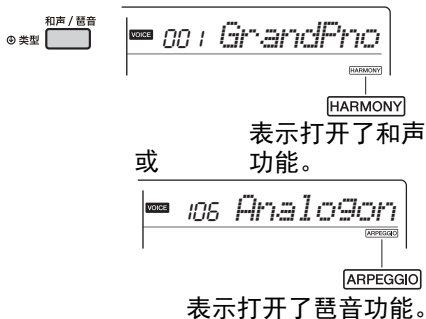 和声 / 琶音
类型
VOICE 001 GrandPno
HARMONY
HARMONY
表示打开了和声
功能。
或
VOICE 106 Analogon
ARPEGGIO
ARPEGGIO
表示打开了琶音功能。